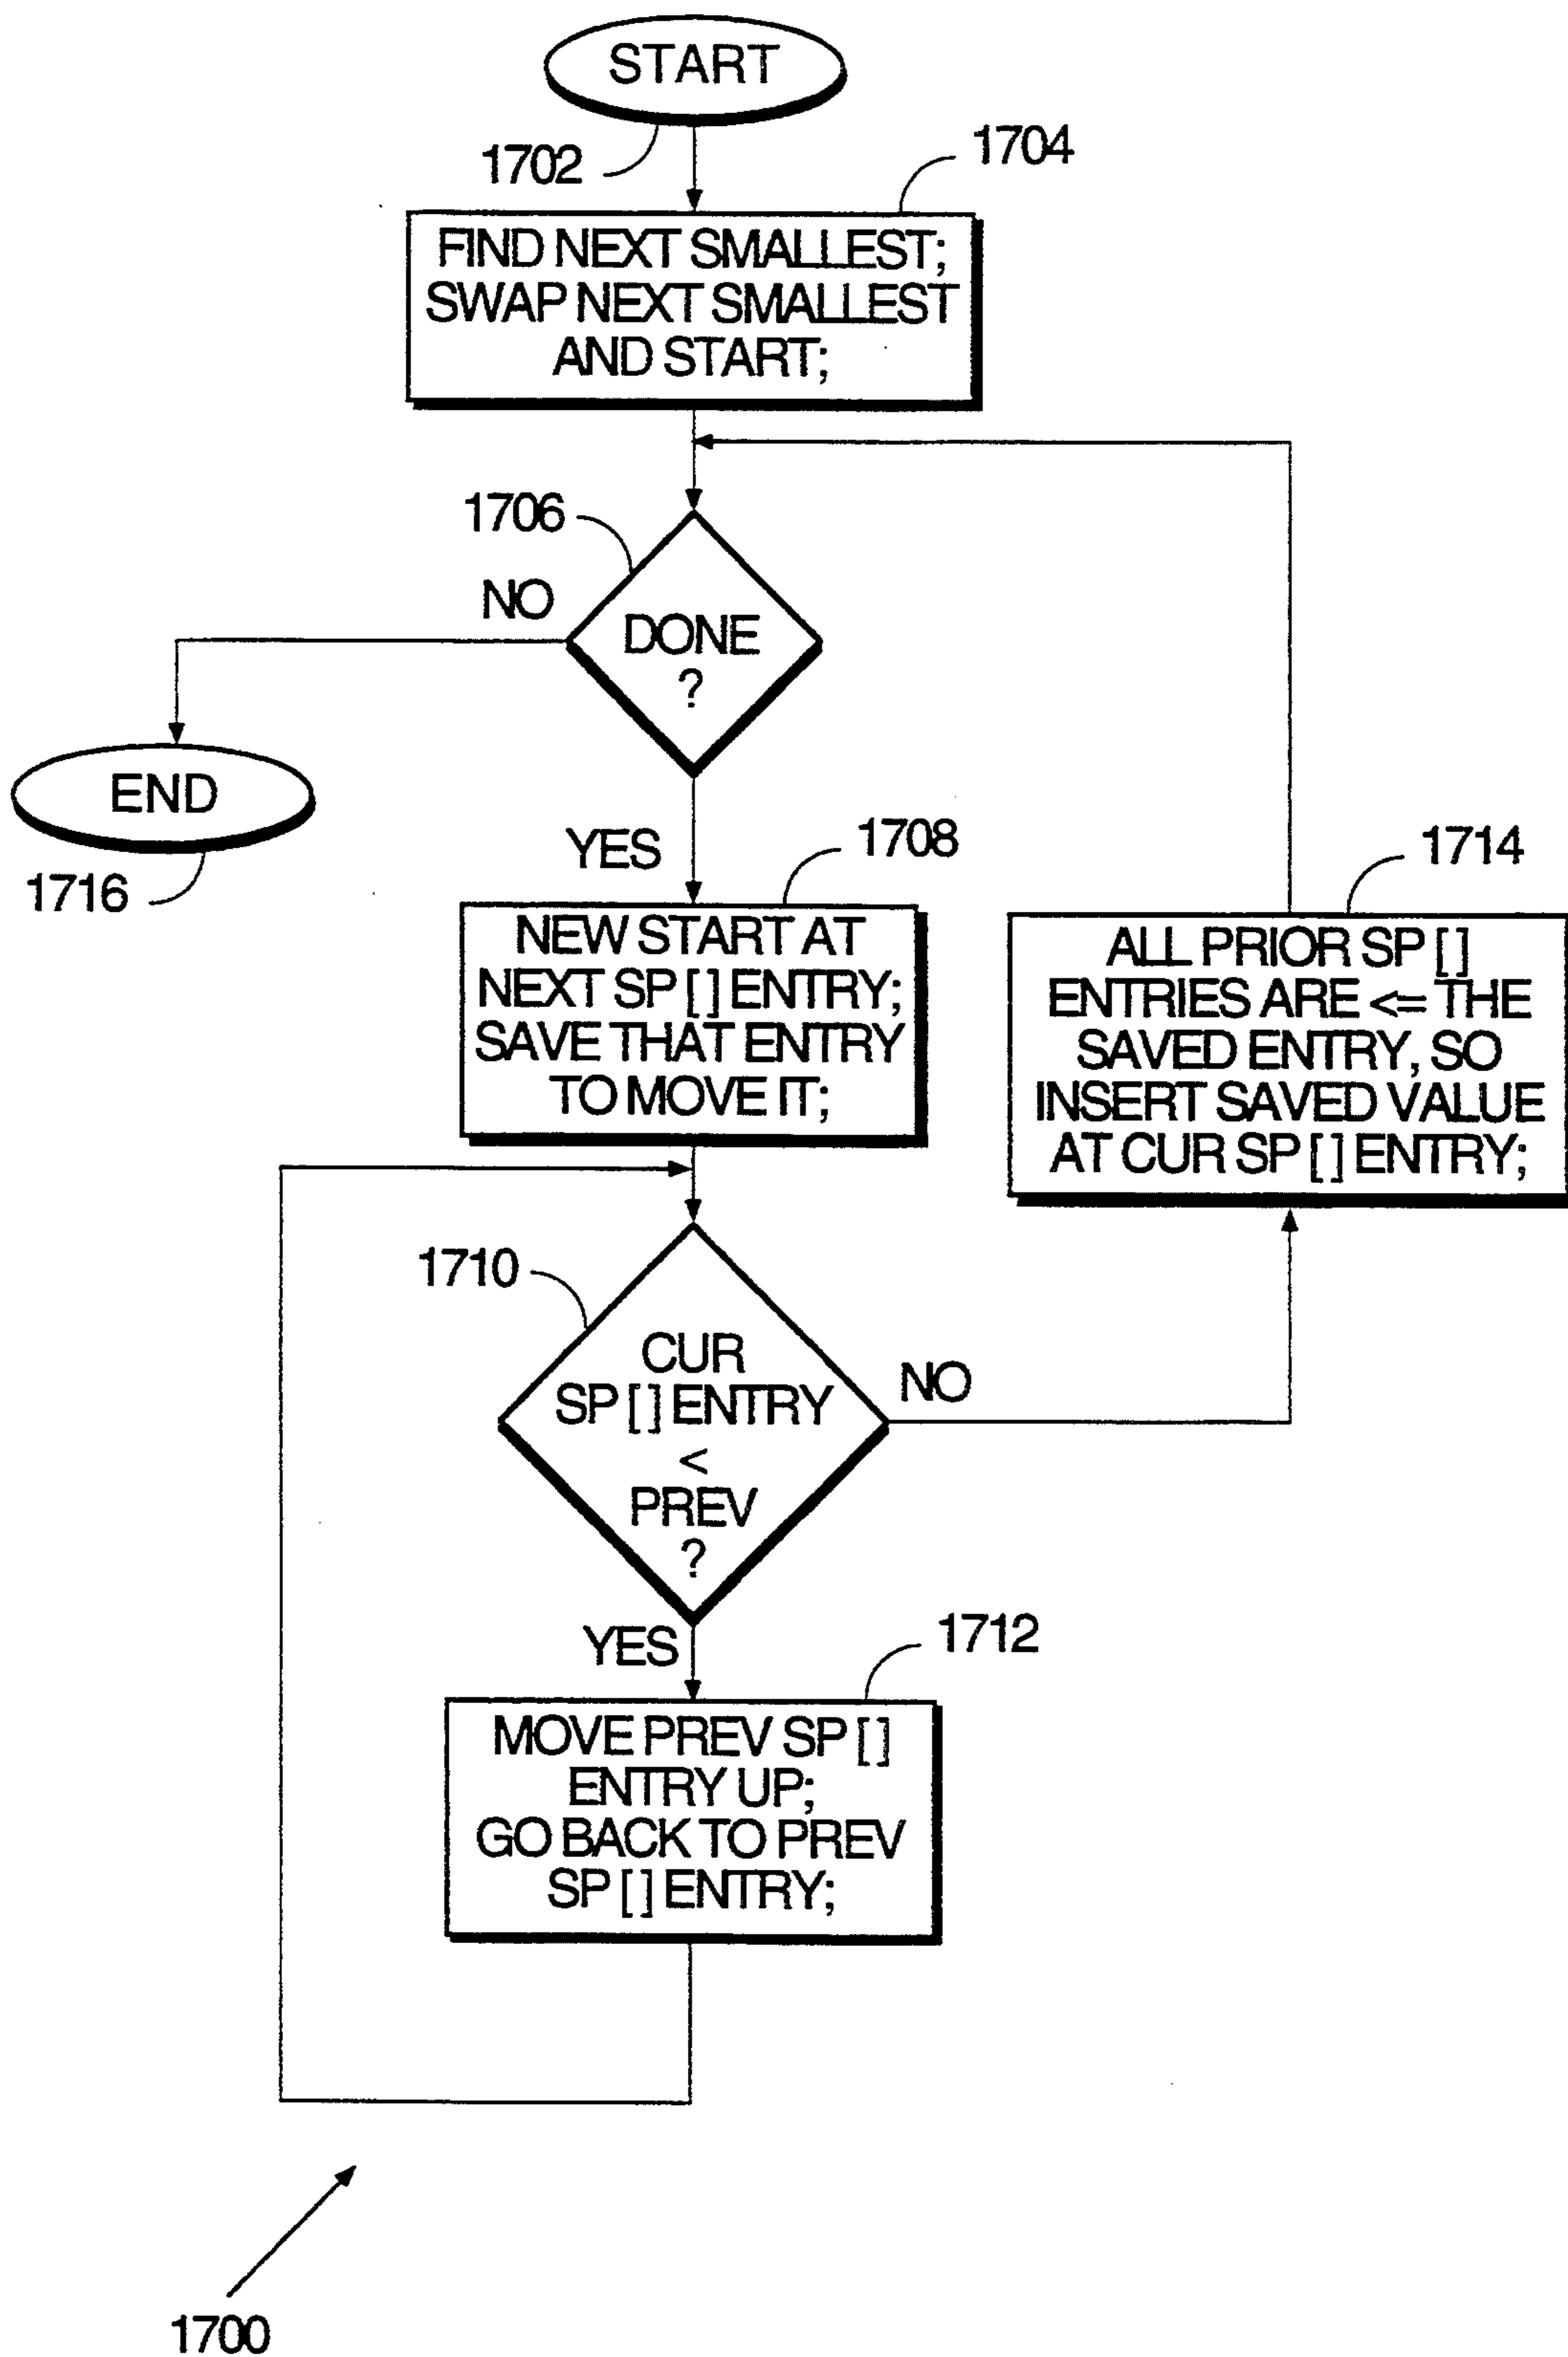 START
1702
1704
FIND NEXT SMALLEST;
SWAP NEXT SMALLEST
AND START;
1706
NO
DONE
?
END
1716
YES
1708
NEW START AT
NEXT SP [ ] ENTRY;
SAVE THAT ENTRY
TO MOVE IT;
1714
ALL PRIOR SP [ ]
ENTRIES ARE <= THE
SAVED ENTRY, SO
INSERT SAVED VALUE
AT CUR SP [ ] ENTRY;
1710
CUR
SP [ ] ENTRY
<
PREV
?
NO
YES
1712
MOVE PREV SP [ ]
ENTRY UP;
GO BACK TO PREV
SP [ ] ENTRY;
1700